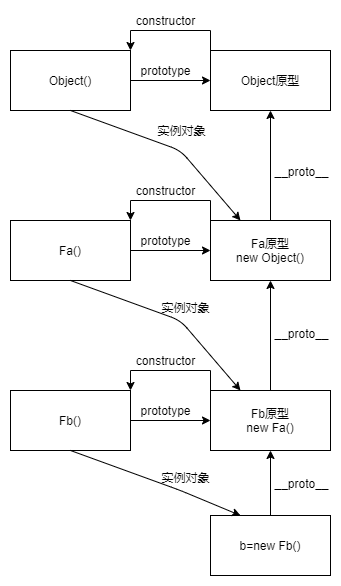 constructor
Object()
prototype
Object原型
实例对象
__proto__
constructor
Fa()
prototype
Fa原型
new Object()
实例对象
__proto__
constructor
Fb()
prototype
Fb原型
new Fa()
实例对象
__proto__
b=new Fb()